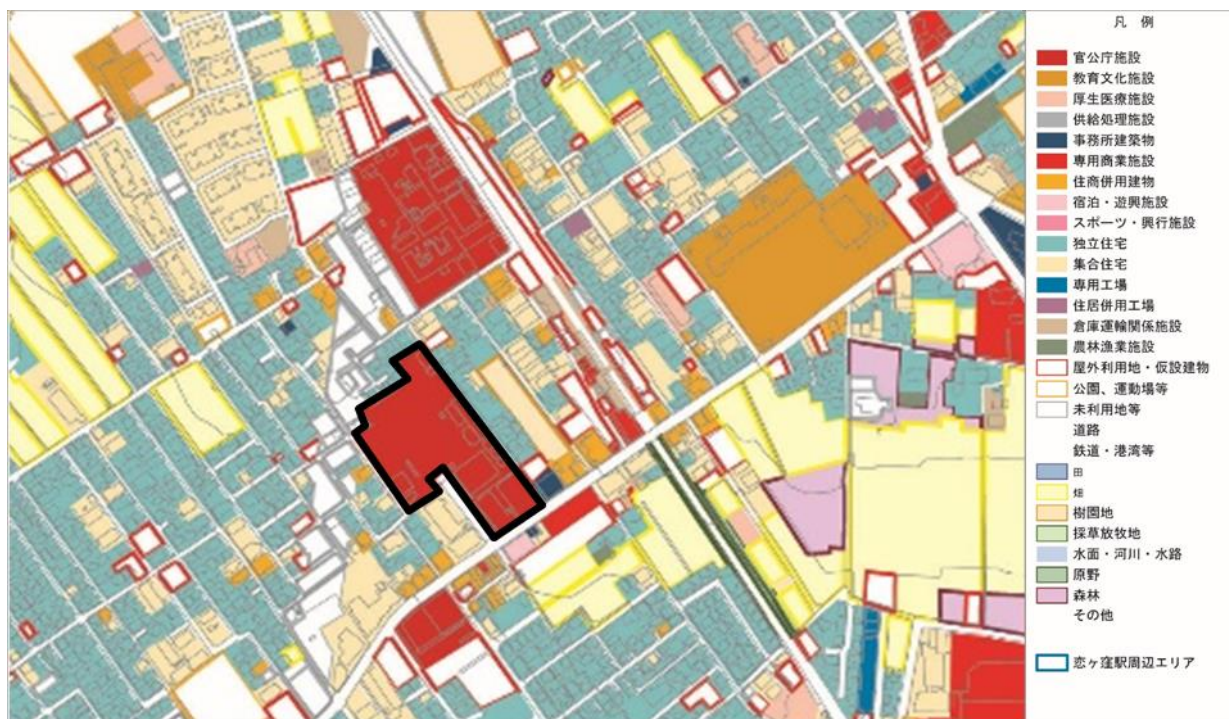 凡 例
官公庁施設
教育文化施設
厚生医療施設
供給処理施設
事務所建築物
専用商業施設
住商併用建物
宿泊・遊興施設
スポーツ・興行施設
独立住宅
集合住宅
専用工場
住居併用工場
倉庫運輸関係施設
農林漁業施設
屋外利用地・仮設建物
公園、運動場等
未利用地等
道路
鉄道・港湾等
田
畑
樹園地
採草放牧地
水面・河川・水路
原野
森林
その他
恋ヶ窪駅周辺エリア